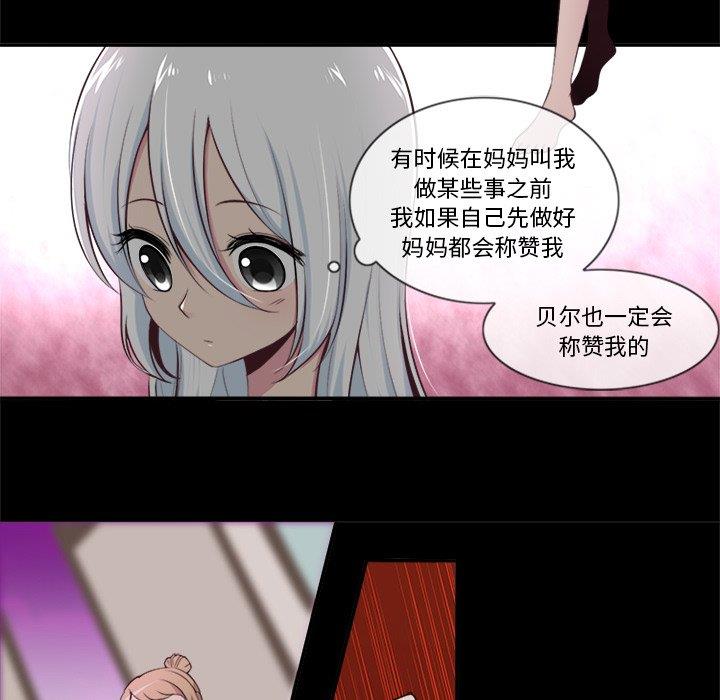 有时候在妈妈叫我
做某些事之前
我如果自己先做好
妈妈都会称赞我
贝尔也一定会
称赞我的